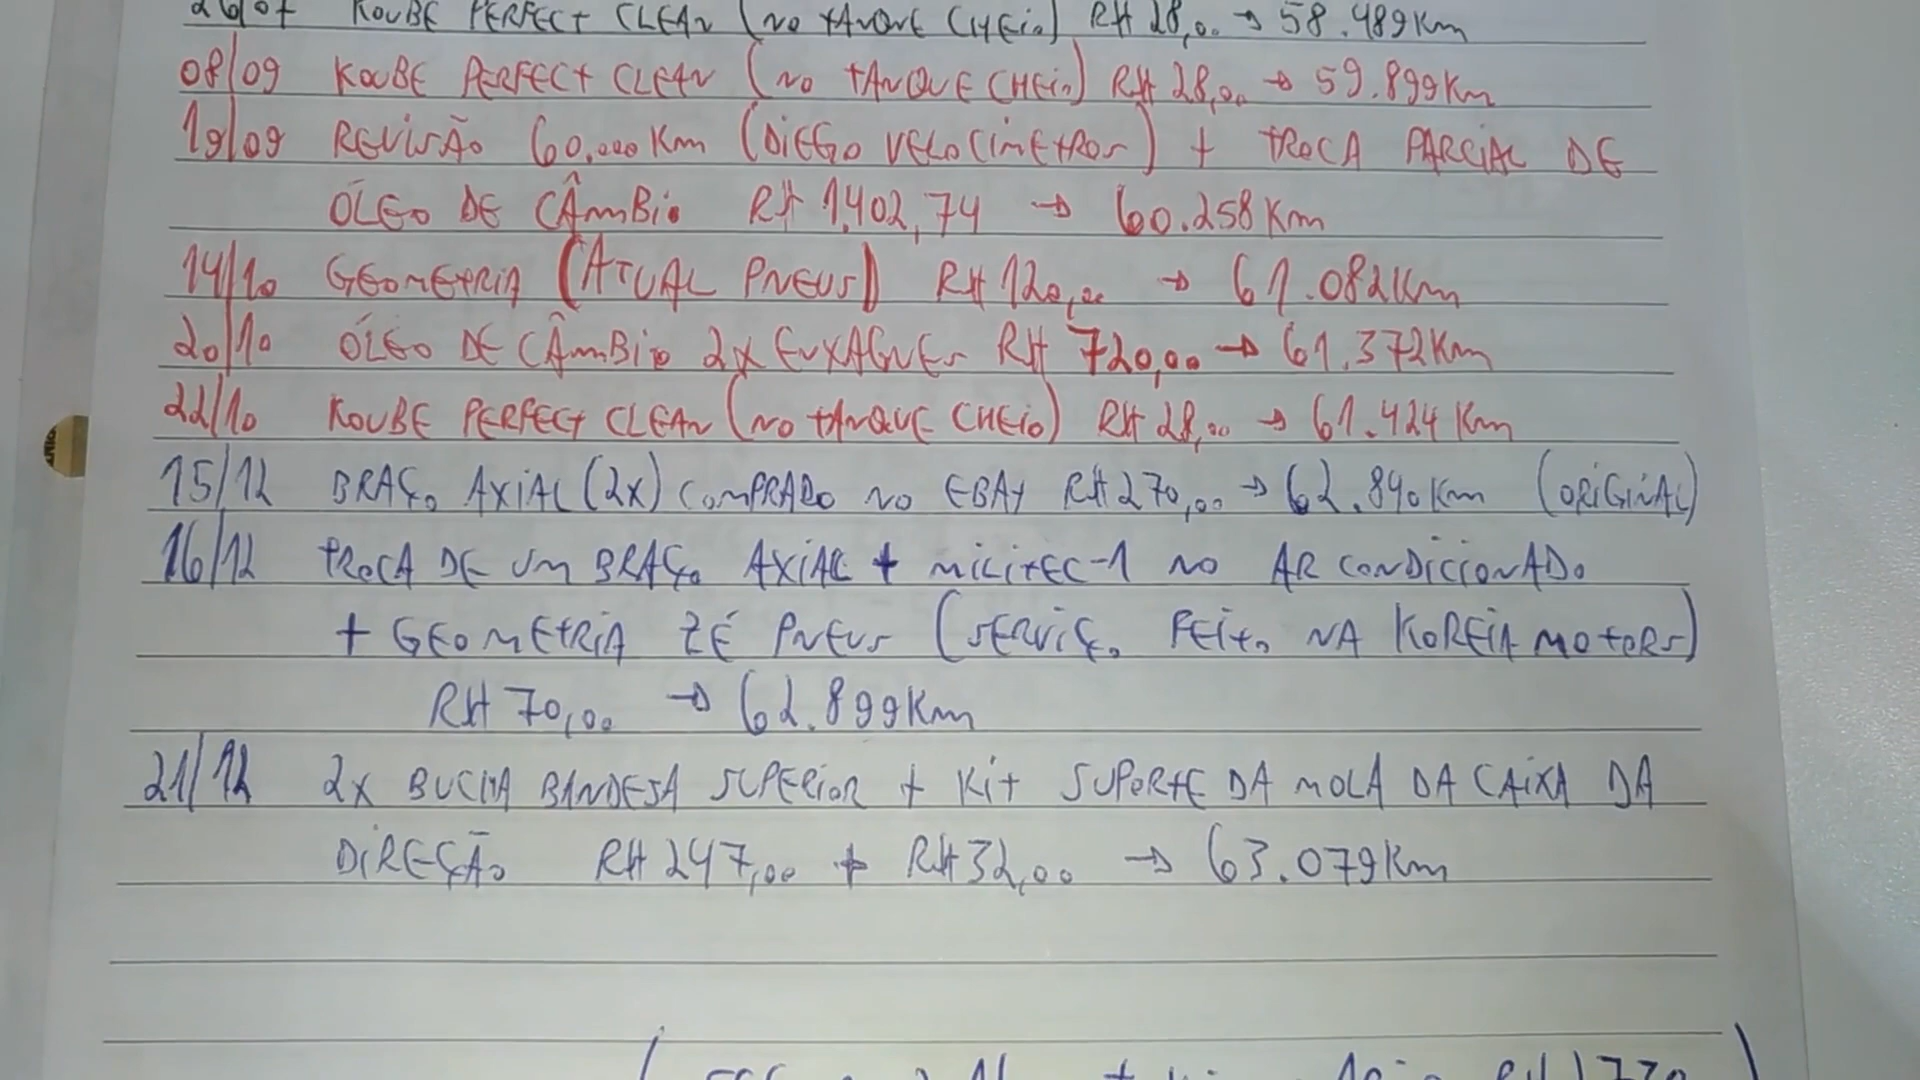 26/07 KOUBE PERFECT CLEAN (NO TANQUE CHEIO) R$ 28,00 → 58.489Km
08/09 KOUBE PERFECT CLEAN (NO TANQUE CHEIO) R$ 28,00 → 59.899Km
19/09 REVISÃO 60.000Km (DIEGO VELOCIMETROS) + TROCA PARCIAL DE
ÓLEO DE CÂMBIO R$ 1.402,74 → 60.258Km
14/10 GEOMETRIA (ATUAL PNEUS) R$ 120,00 → 61.082Km
20/10 ÓLEO DE CÂMBIO 2X ENXAGUES R$ 720,00 → 61.372Km
22/10 KOUBE PERFECT CLEAN (NO TANQUE CHEIO) R$ 28,00 → 61.424Km
15/12 BRAÇO AXIAL (2X) COMPRADO NO EBAY R$ 270,00 → 62.890Km (ORIGINAL)
16/12 TROCA DE UM BRAÇO AXIAL + MILITEC-1 NO AR CONDICIONADO
+ GEOMETRIA ZÉ PNEUS (SERVIÇO FEITO NA KOREIA MOTORS)
R$ 70,00 → 62.899Km
21/12 2X BUCHA BANDEJA SUPERIOR + KIT SUPORTE DA MOLA DA CAIXA DA
DIREÇÃO R$ 247,00 + R$ 32,00 → 63.079Km